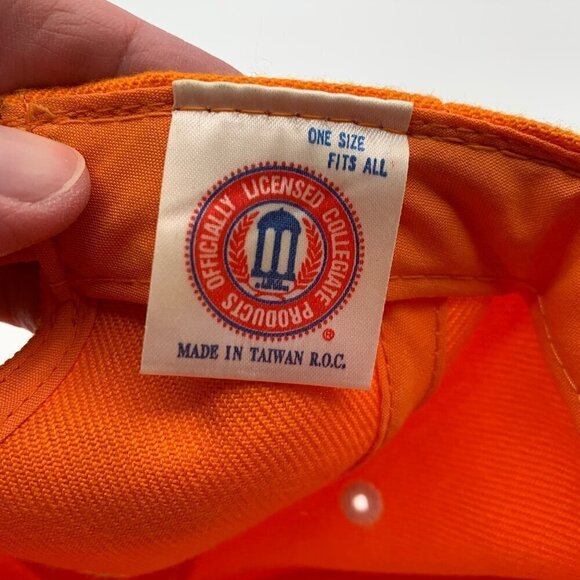 ONE SIZE
FITS ALL
OFFICIALLY LICENSED COLLEGIATE PRODUCTS
®
MADE IN TAIWAN R.O.C.